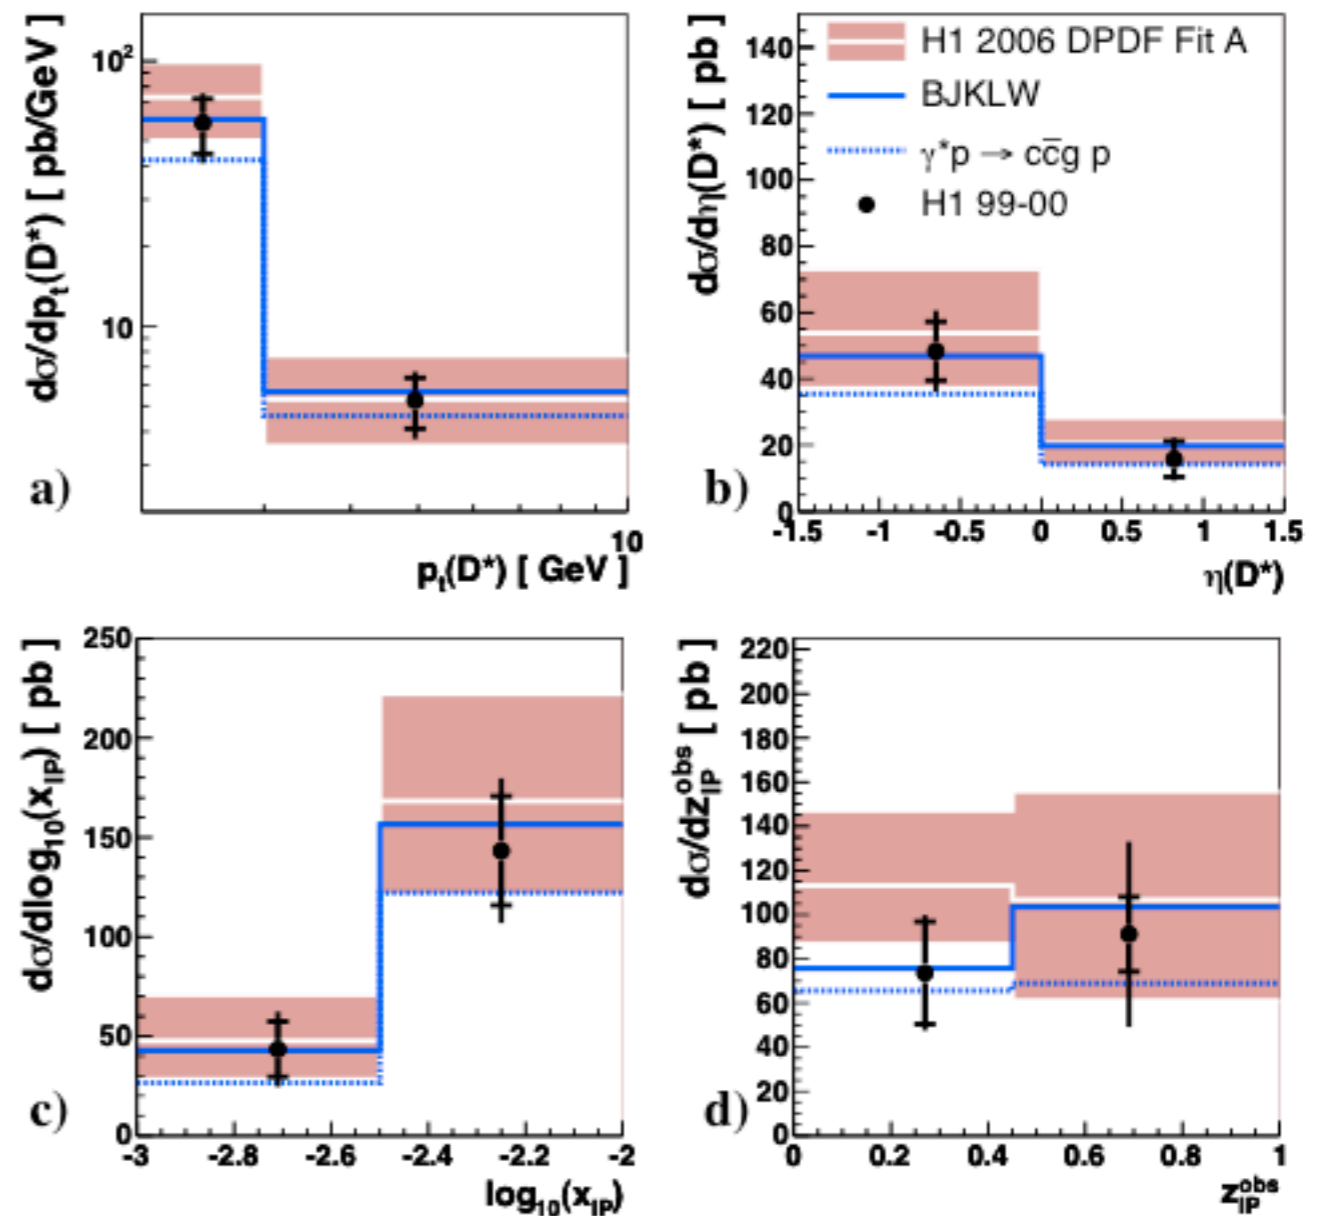 dσ/dp_t(D*) [ pb/GeV ]
10²
10
a)
10
p_t(D*) [ GeV ]
dσ/dη(D*) [ pb ]
140
120
100
80
60
40
20
0
b)
-1.5 -1 -0.5 0 0.5 1 1.5
η(D*)
H1 2006 DPDF Fit A
BJKLW
γ*p → cc̅g p
H1 99-00
dσ/dlog₁₀(x_IP) [ pb ]
250
200
150
100
50
0
c)
-3 -2.8 -2.6 -2.4 -2.2 -2
log₁₀(x_IP)
dσ/dz_IP^obs [ pb ]
220
200
180
160
140
120
100
80
60
40
20
0
d)
0 0.2 0.4 0.6 0.8 1
z_IP^obs